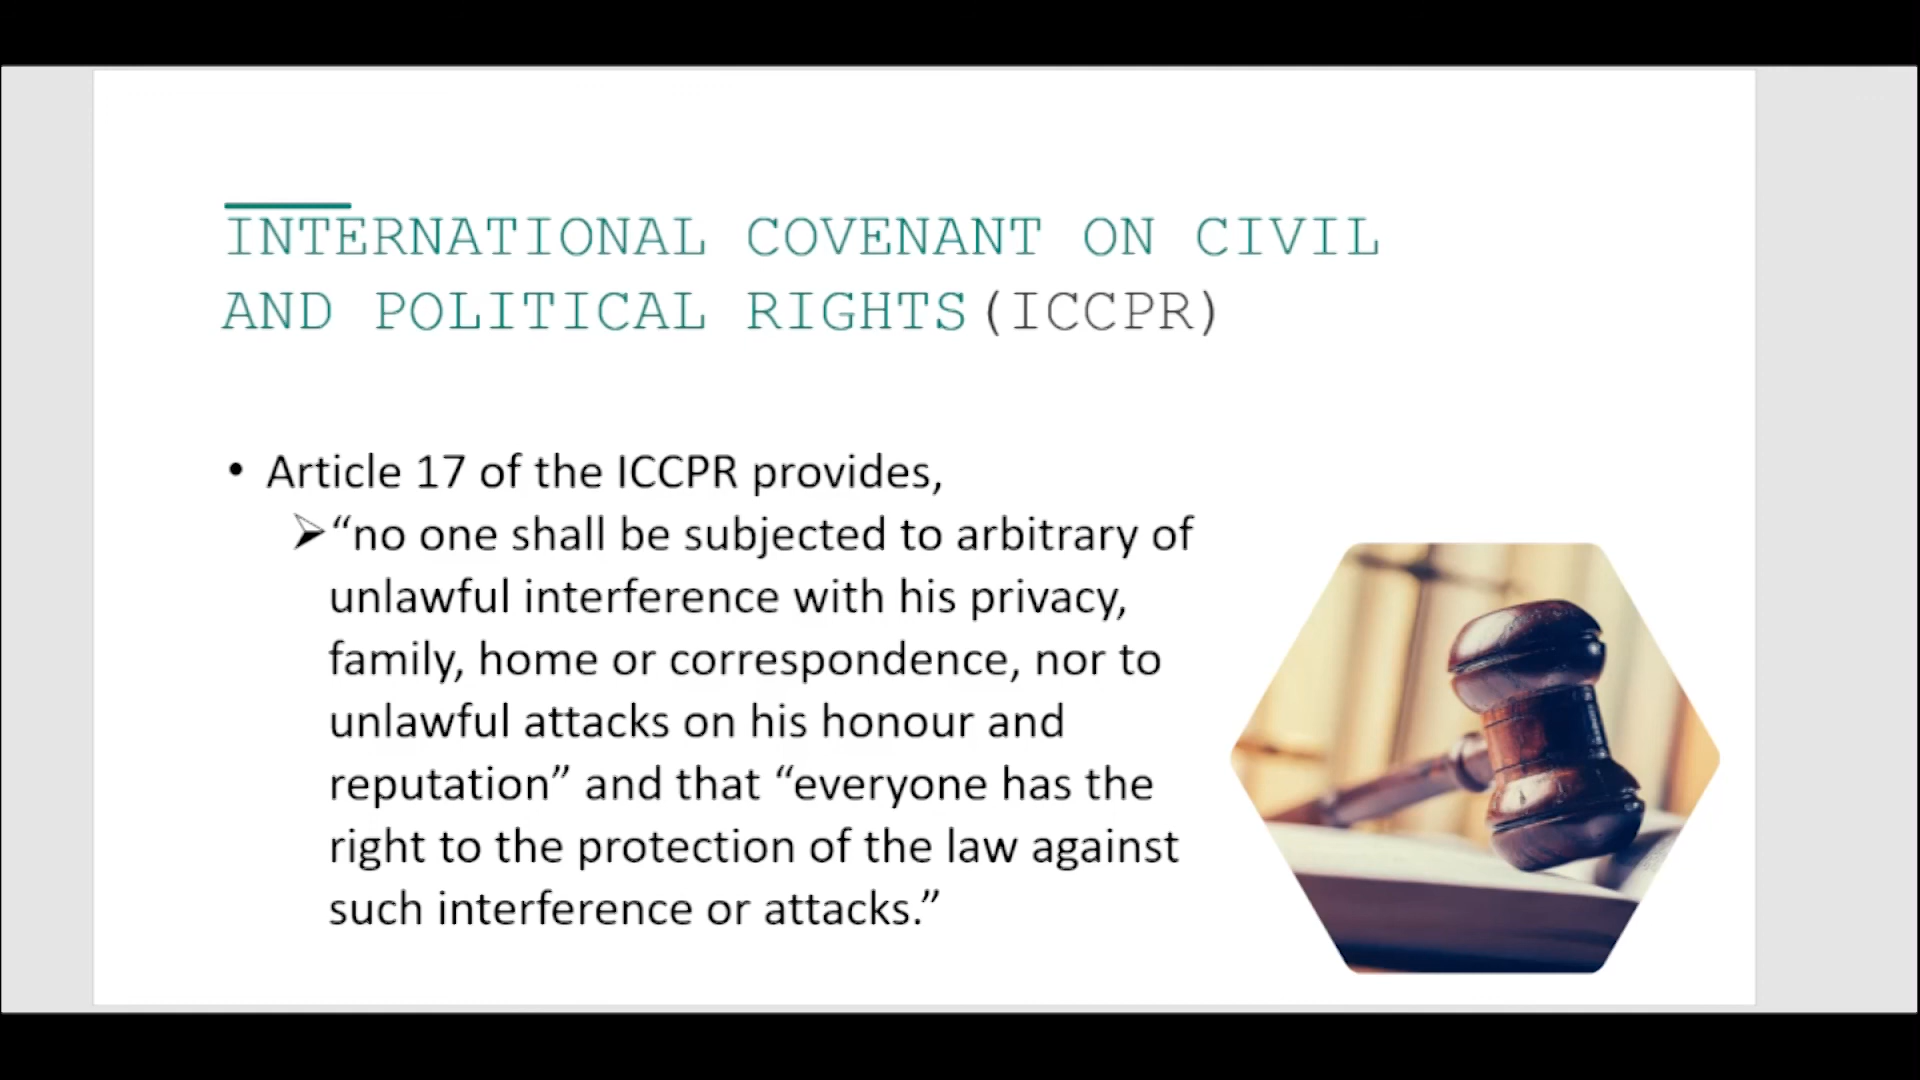 INTERNATIONAL COVENANT ON CIVIL
AND POLITICAL RIGHTS(ICCPR)
• Article 17 of the ICCPR provides,
➢“no one shall be subjected to arbitrary of
unlawful interference with his privacy,
family, home or correspondence, nor to
unlawful attacks on his honour and
reputation” and that “everyone has the
right to the protection of the law against
such interference or attacks.”